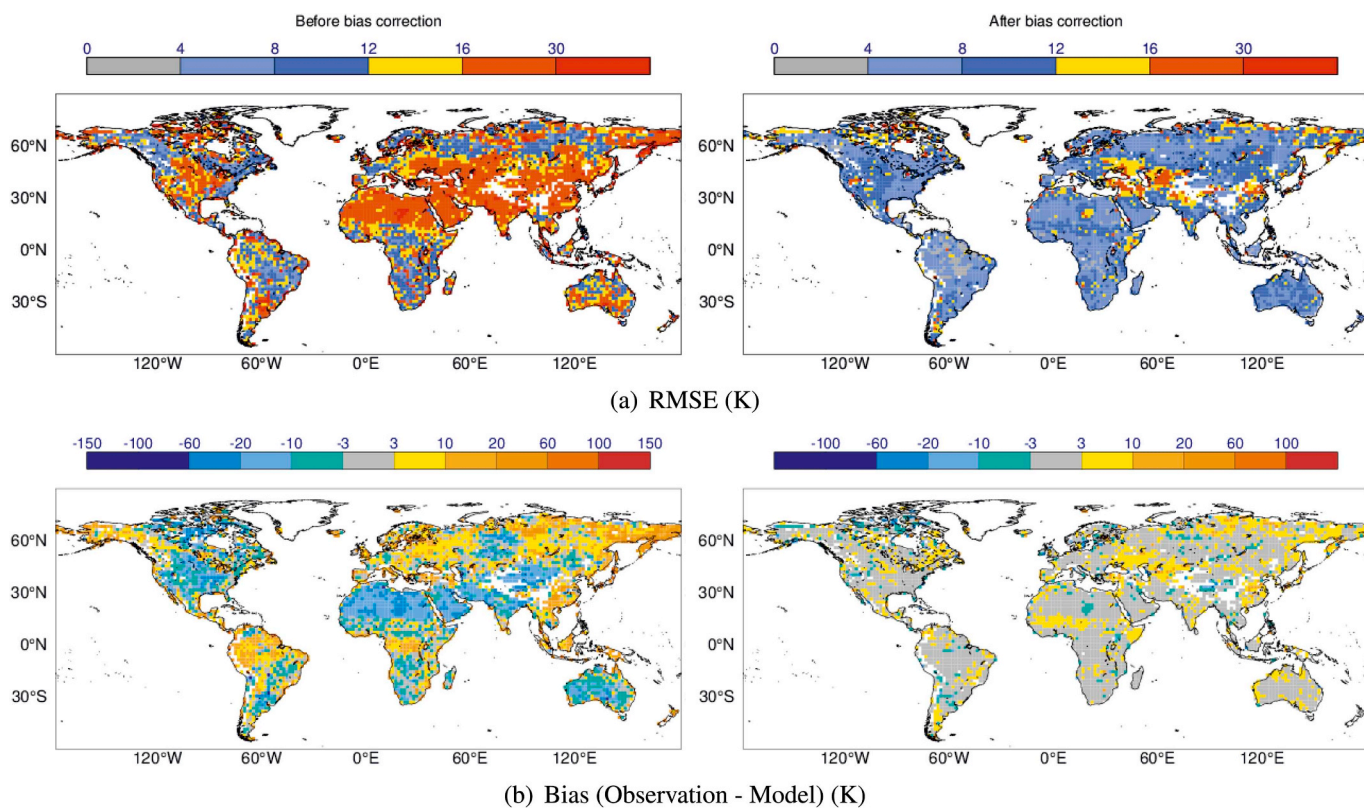 Before bias correction After bias correction
0 4 8 12 16 30 0 4 8 12 16 30
60°N 60°N
30°N 30°N
0°N 0°N
30°S 30°S
120°W 60°W 0°E 60°E 120°E 120°W 60°W 0°E 60°E 120°E
(a) RMSE (K)
-150 -100 -60 -20 -10 -3 3 10 20 60 100 150 -100 -60 -20 -10 -3 3 10 20 60 100
60°N 60°N
30°N 30°N
0°N 0°N
30°S 30°S
120°W 60°W 0°E 60°E 120°E 120°W 60°W 0°E 60°E 120°E
(b) Bias (Observation - Model) (K)